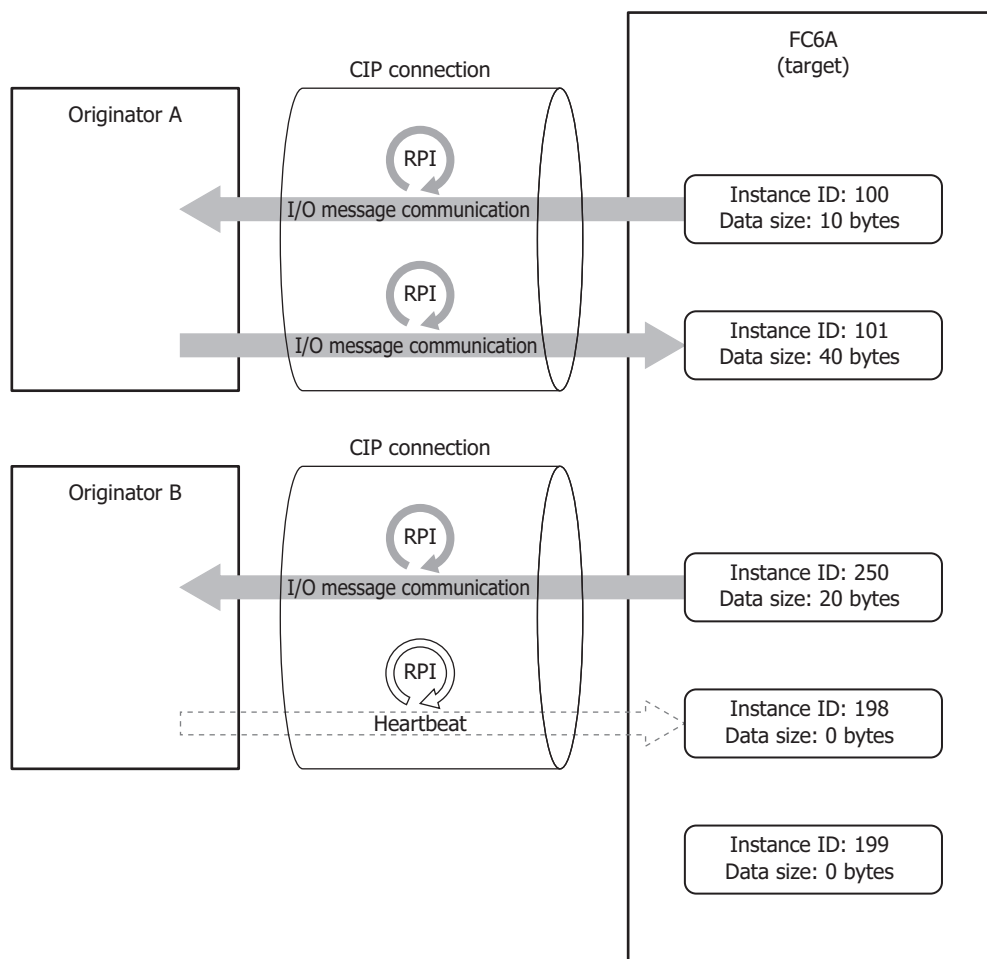 FC6A
(target)
CIP connection
Originator A
RPI
I/O message communication
Instance ID: 100
Data size: 10 bytes
RPI
I/O message communication
Instance ID: 101
Data size: 40 bytes
CIP connection
Originator B
RPI
I/O message communication
Instance ID: 250
Data size: 20 bytes
RPI
Heartbeat
Instance ID: 198
Data size: 0 bytes
Instance ID: 199
Data size: 0 bytes